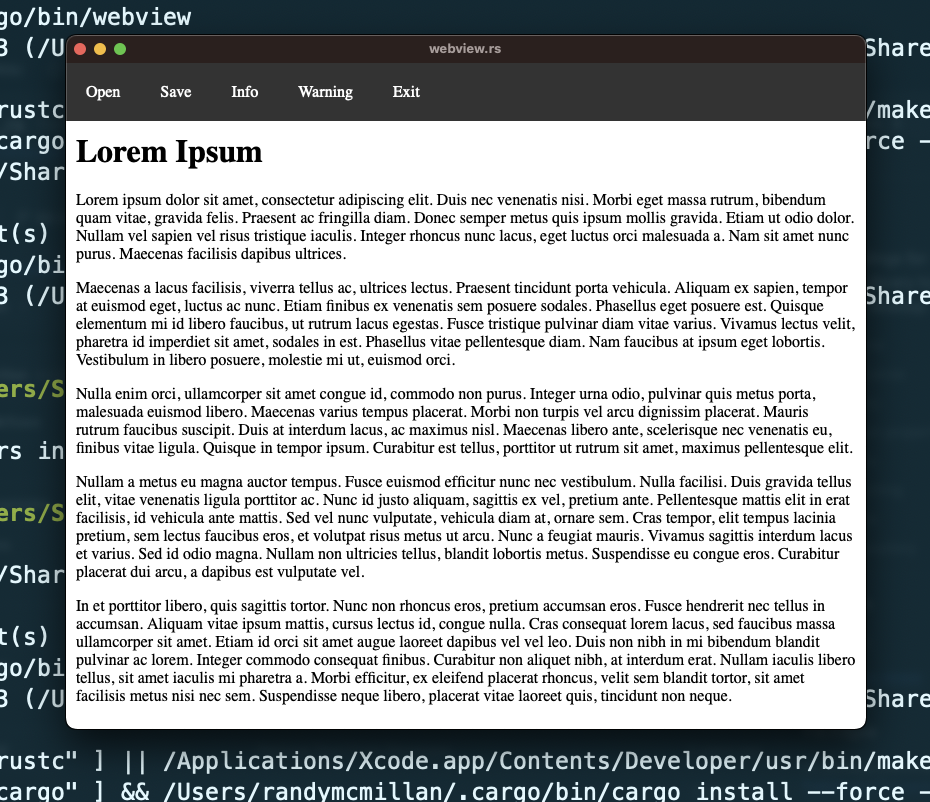 go/bin/webview
3 (/U
Share
webview.rs
Open Save Info Warning Exit
rustc
/make
cargo
rce -
/Shar
Lorem Ipsum
Lorem ipsum dolor sit amet, consectetur adipiscing elit. Duis nec venenatis nisi. Morbi eget massa rutrum, bibendum
quam vitae, gravida felis. Praesent ac fringilla diam. Donec semper metus quis ipsum mollis gravida. Etiam ut odio dolor.
Nullam vel sapien vel risus tristique iaculis. Integer rhoncus nunc lacus, eget luctus orci malesuada a. Nam sit amet nunc
purus. Maecenas facilisis dapibus ultrices.
Maecenas a lacus facilisis, viverra tellus ac, ultrices lectus. Praesent tincidunt porta vehicula. Aliquam ex sapien, tempor
at euismod eget, luctus ac nunc. Etiam finibus ex venenatis sem posuere sodales. Phasellus eget posuere est. Quisque
elementum mi id libero faucibus, ut rutrum lacus egestas. Fusce tristique pulvinar diam vitae varius. Vivamus lectus velit,
pharetra id imperdiet sit amet, sodales in est. Phasellus vitae pellentesque diam. Nam faucibus at ipsum eget lobortis.
Vestibulum in libero posuere, molestie mi ut, euismod orci.
Nulla enim orci, ullamcorper sit amet congue id, commodo non purus. Integer urna odio, pulvinar quis metus porta,
malesuada euismod libero. Maecenas varius tempus placerat. Morbi non turpis vel arcu dignissim placerat. Mauris
rutrum faucibus suscipit. Duis at interdum lacus, ac maximus nisl. Maecenas libero ante, scelerisque nec venenatis eu,
finibus vitae ligula. Quisque in tempor ipsum. Curabitur est tellus, porttitor ut rutrum sit amet, maximus pellentesque elit.
Nullam a metus eu magna auctor tempus. Fusce euismod efficitur nunc nec vestibulum. Nulla facilisi. Duis gravida tellus
elit, vitae venenatis ligula porttitor ac. Nunc id justo aliquam, sagittis ex vel, pretium ante. Pellentesque mattis elit in erat
facilisis, id vehicula ante mattis. Sed vel nunc vulputate, vehicula diam at, ornare sem. Cras tempor, elit tempus lacinia
pretium, sem lectus faucibus eros, et volutpat risus metus ut arcu. Nunc a feugiat mauris. Vivamus sagittis interdum lacus
et varius. Sed id odio magna. Nullam non ultricies tellus, blandit lobortis metus. Suspendisse eu congue eros. Curabitur
placerat dui arcu, a dapibus est vulputate vel.
In et porttitor libero, quis sagittis tortor. Nunc non rhoncus eros, pretium accumsan eros. Fusce hendrerit nec tellus in
accumsan. Aliquam vitae ipsum mattis, cursus lectus id, congue nulla. Cras consequat lorem lacus, sed faucibus massa
ullamcorper sit amet. Etiam id orci sit amet augue laoreet dapibus vel vel leo. Duis non nibh in mi bibendum blandit
pulvinar ac lorem. Integer commodo consequat finibus. Curabitur non aliquet nibh, at interdum erat. Nullam iaculis libero
tellus, sit amet iaculis mi pharetra a. Morbi efficitur, ex eleifend placerat rhoncus, velit sem blandit tortor, sit amet
facilisis metus nisi nec sem. Suspendisse neque libero, placerat vitae laoreet quis, tincidunt non neque.
t(s)
go/bi
3 (/U
Share
ers/S
rs in
ers/S
/Shar
t(s)
go/bi
3 (/U
Share
rustc" ] || /Applications/Xcode.app/Contents/Developer/usr/bin/make
cargo" ] && /Users/randymcmillan/.cargo/bin/cargo install --force -